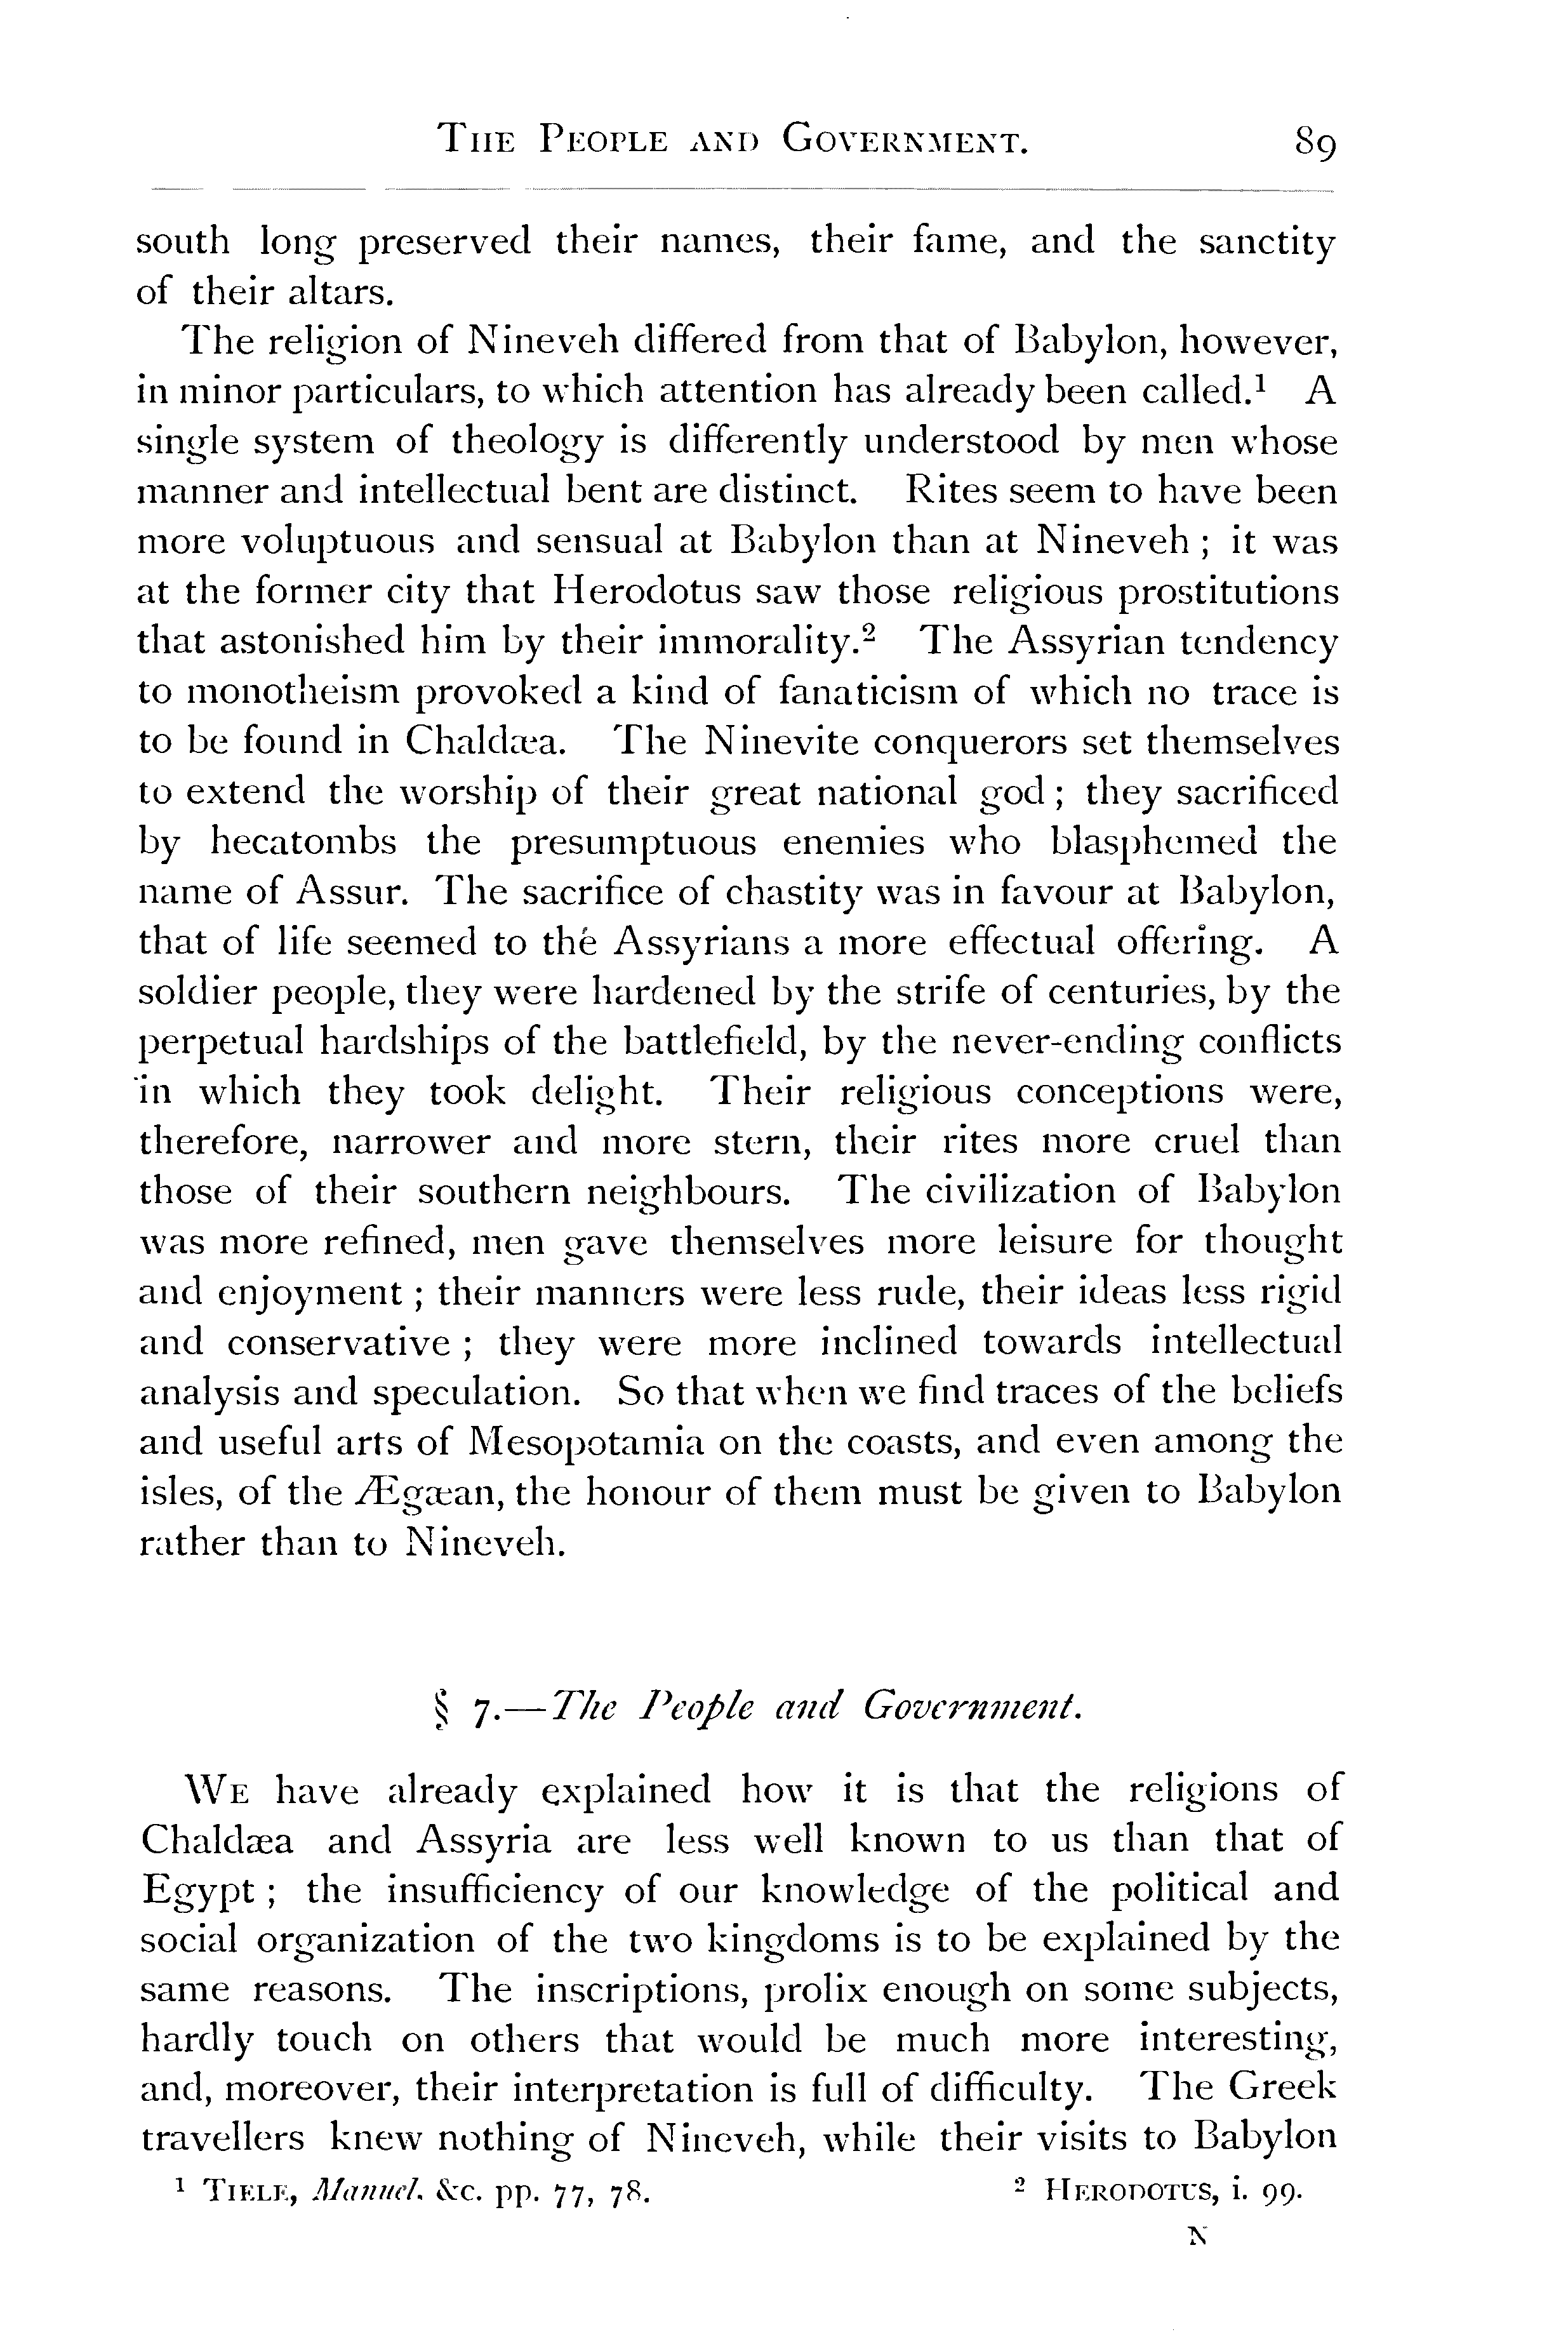 THE PEOPLE AND GOVERNMENT. 89
south long preserved their names, their fame, and the sanctity
of their altars.
The religion of Nineveh differed from that of Babylon, however,
in minor particulars, to which attention has already been called.¹ A
single system of theology is differently understood by men whose
manner and intellectual bent are distinct. Rites seem to have been
more voluptuous and sensual at Babylon than at Nineveh ; it was
at the former city that Herodotus saw those religious prostitutions
that astonished him by their immorality.² The Assyrian tendency
to monotheism provoked a kind of fanaticism of which no trace is
to be found in Chaldæa. The Ninevite conquerors set themselves
to extend the worship of their great national god ; they sacrificed
by hecatombs the presumptuous enemies who blasphemed the
name of Assur. The sacrifice of chastity was in favour at Babylon,
that of life seemed to the Assyrians a more effectual offering. A
soldier people, they were hardened by the strife of centuries, by the
perpetual hardships of the battlefield, by the never-ending conflicts
in which they took delight. Their religious conceptions were,
therefore, narrower and more stern, their rites more cruel than
those of their southern neighbours. The civilization of Babylon
was more refined, men gave themselves more leisure for thought
and enjoyment ; their manners were less rude, their ideas less rigid
and conservative ; they were more inclined towards intellectual
analysis and speculation. So that when we find traces of the beliefs
and useful arts of Mesopotamia on the coasts, and even among the
isles, of the Ægæan, the honour of them must be given to Babylon
rather than to Nineveh.
§ 7.—The People and Government.
WE have already explained how it is that the religions of
Chaldæa and Assyria are less well known to us than that of
Egypt ; the insufficiency of our knowledge of the political and
social organization of the two kingdoms is to be explained by the
same reasons. The inscriptions, prolix enough on some subjects,
hardly touch on others that would be much more interesting,
and, moreover, their interpretation is full of difficulty. The Greek
travellers knew nothing of Nineveh, while their visits to Babylon
¹ TIELE, Manuel. &c. pp. 77, 78. ² HERODOTUS, i. 99.
N